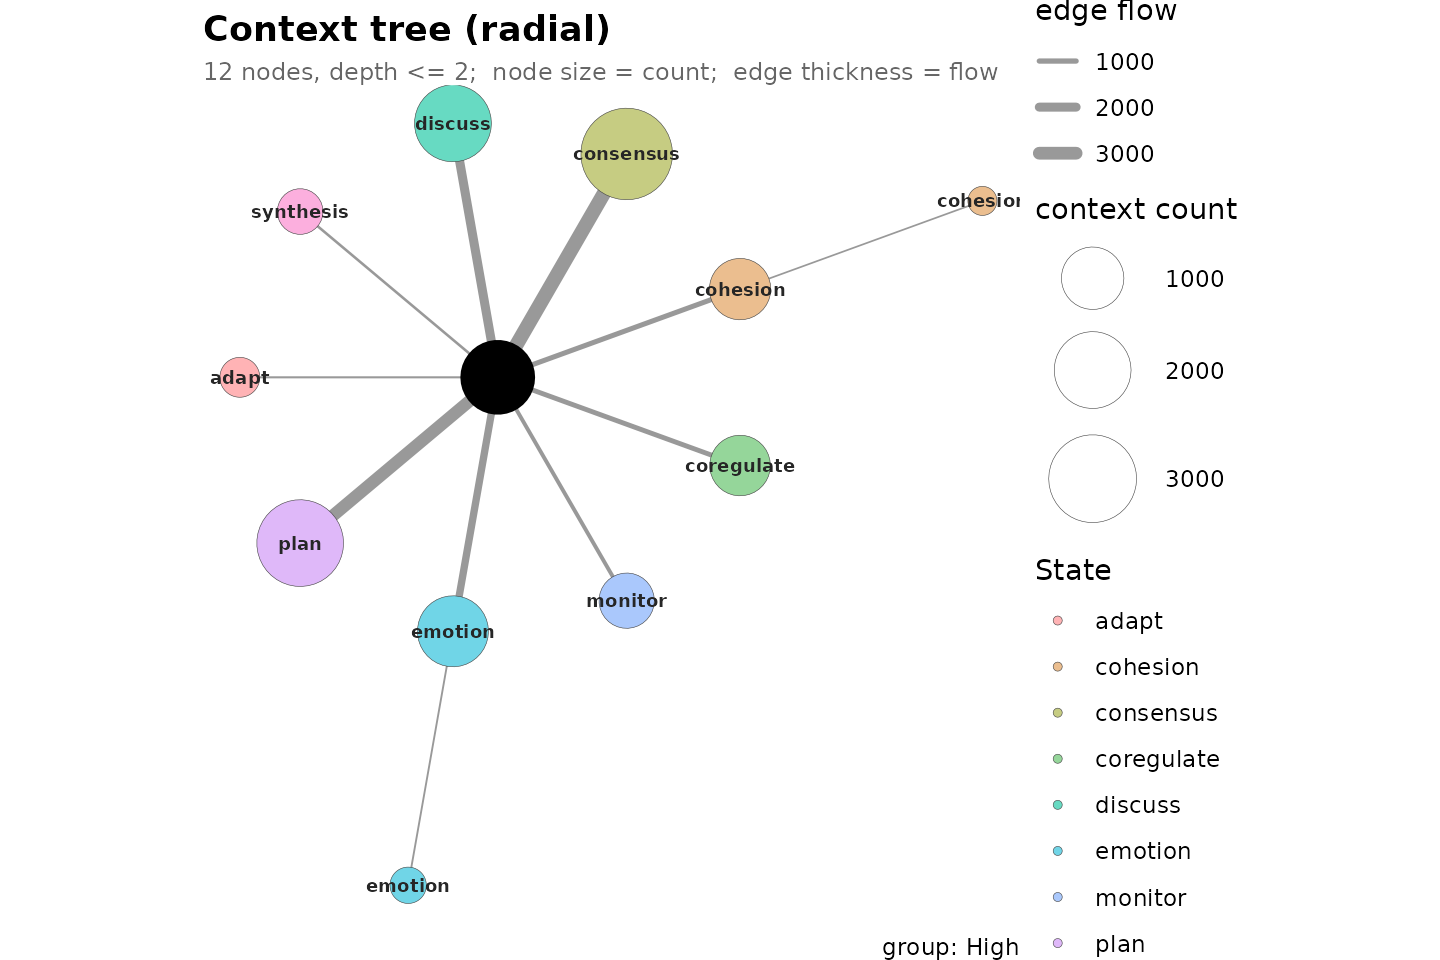 Context tree (radial)
12 nodes, depth <= 2;  node size = count;  edge thickness = flow
discuss
consensus
synthesis
cohesion
cohesion
adapt
coregulate
plan
monitor
emotion
emotion
group: High
edge flow
1000
2000
3000
context count
1000
2000
3000
State
adapt
cohesion
consensus
coregulate
discuss
emotion
monitor
plan